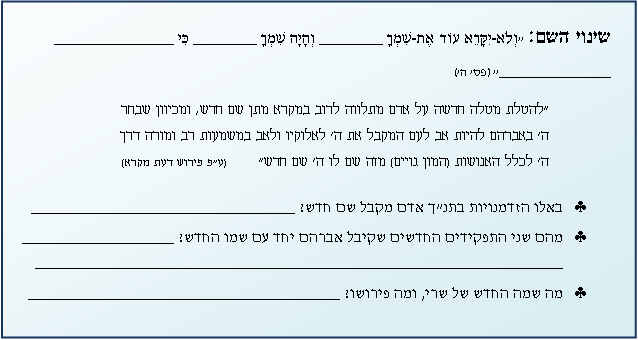 שינוי השם: "וְלֹא-יִקָּרֵא עוֹד אֶת-שִׁמְךָ ________ וְהָיָה שִׁמְךָ ________ כִּי ________________
______________" (פס' ה')
"להטלת מטלה חדשה על אדם מתלווה לרוב במקרא מתן שם חדש, ומכיוון שבחר
ה' באברהם להיות אב לעם המקבל את ה' לאלוקיו ולאב במשמעות רב ומורה דרך
ה' לכלל האנושות (המון גויים) מזה שם לו ה' שם חדש" (ע"פ פירוש דעת מקרא)
♣ באלו הזדמנויות בתנ"ך אדם מקבל שם חדש? ________________________________
♣ מהם שני התפקידים החדשים שקיבל אברהם יחד עם שמו החדש? __________________
________________________________________________________________
♣ מה שמה החדש של שרי, ומה פירושו? ______________________________________